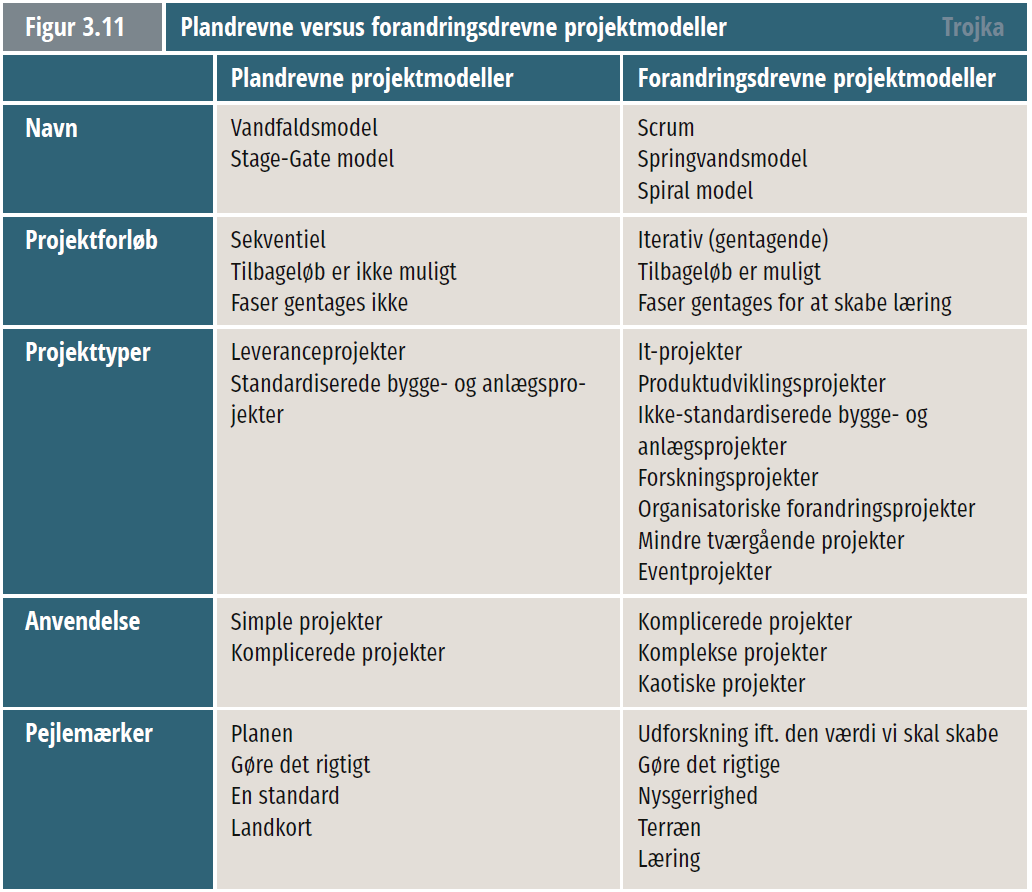 Figur 3.11
Plandrevne versus forandringsdrevne projektmodeller
Trojka
Plandrevne projektmodeller
Forandringsdrevne projektmodeller
Navn
Vandfaldsmodel
Stage-Gate model
Scrum
Springvandsmodel
Spiral model
Projektforløb
Sekventiel
Tilbageløb er ikke muligt
Faser gentages ikke
Iterativ (gentagende)
Tilbageløb er muligt
Faser gentages for at skabe læring
Projekttyper
Leveranceprojekter
Standardiserede bygge- og anlægspro-
jekter
It-projekter
Produktudviklingsprojekter
Ikke-standardiserede bygge- og
anlægsprojekter
Forskningsprojekter
Organisatoriske forandringsprojekter
Mindre tværgående projekter
Eventprojekter
Anvendelse
Simple projekter
Komplicerede projekter
Komplicerede projekter
Komplekse projekter
Kaotiske projekter
Pejlemærker
Planen
Gøre det rigtigt
En standard
Landkort
Udforskning ift. den værdi vi skal skabe
Gøre det rigtige
Nysgerrighed
Terræn
Læring